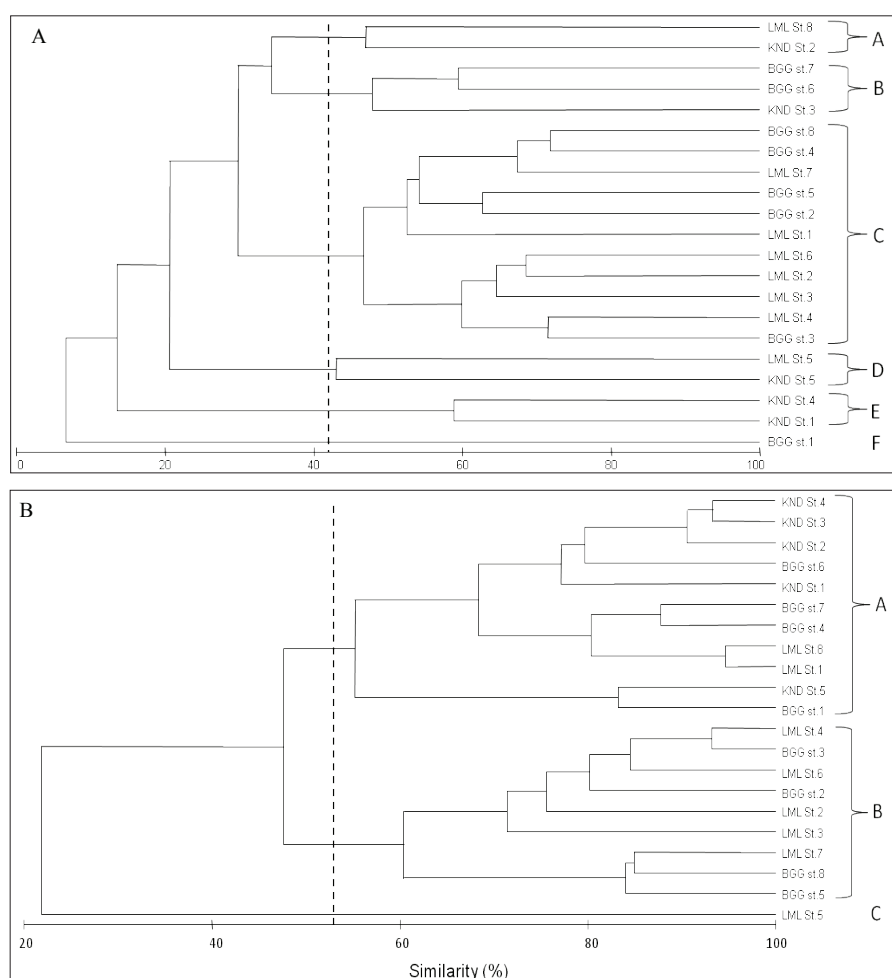 A
LML St.8
KND St.2
A
BGG st.7
BGG st.6
KND St.3
B
BGG st.8
BGG st.4
LML St.7
BGG st.5
BGG st.2
LML St.1
LML St.6
LML St.2
LML St.3
LML St.4
BGG st.3
C
LML St.5
KND St.5
D
KND St.4
KND St.1
E
BGG st.1 F
0 20 40 60 80 100
B
KND St.4
KND St.3
KND St.2
BGG st.6
KND St.1
BGG st.7
BGG st.4
LML St.8
LML St.1
KND St.5
BGG st.1
A
LML St.4
BGG st.3
LML St.6
BGG st.2
LML St.2
LML St.3
LML St.7
BGG st.8
BGG st.5
B
LML St.5 C
20 40 60 80 100
Similarity (%)